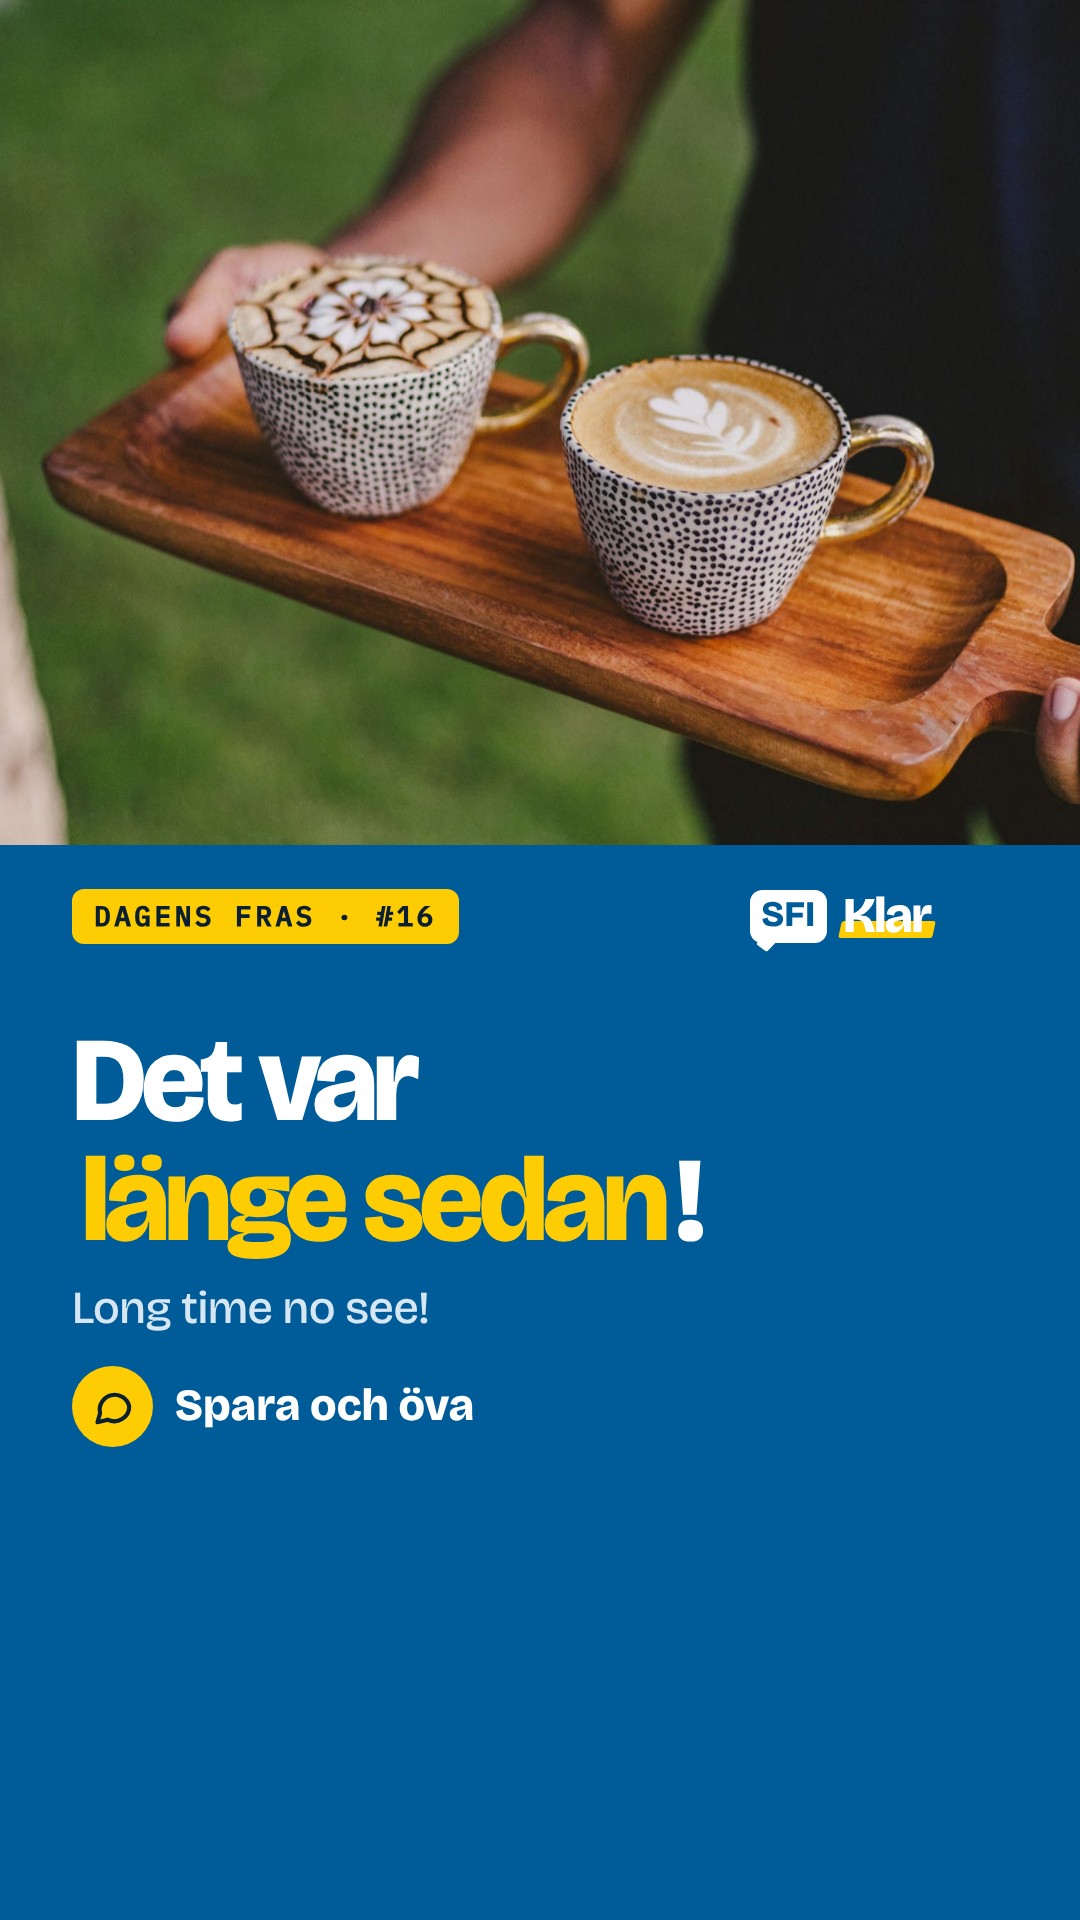 DAGENS FRAS · #16
SFI Klar
Det var
länge sedan!
Long time no see!
Spara och öva